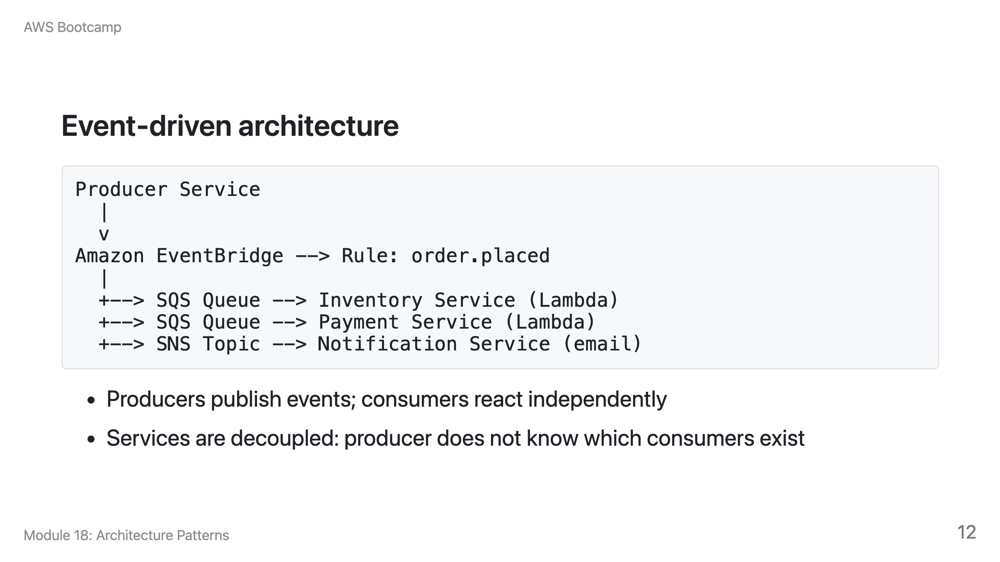 AWS Bootcamp
Event-driven architecture
Producer Service
  |
  v
Amazon EventBridge --> Rule: order.placed
  |
  +--> SQS Queue --> Inventory Service (Lambda)
  +--> SQS Queue --> Payment Service (Lambda)
  +--> SNS Topic --> Notification Service (email)
• Producers publish events; consumers react independently
• Services are decoupled: producer does not know which consumers exist
Module 18: Architecture Patterns
12